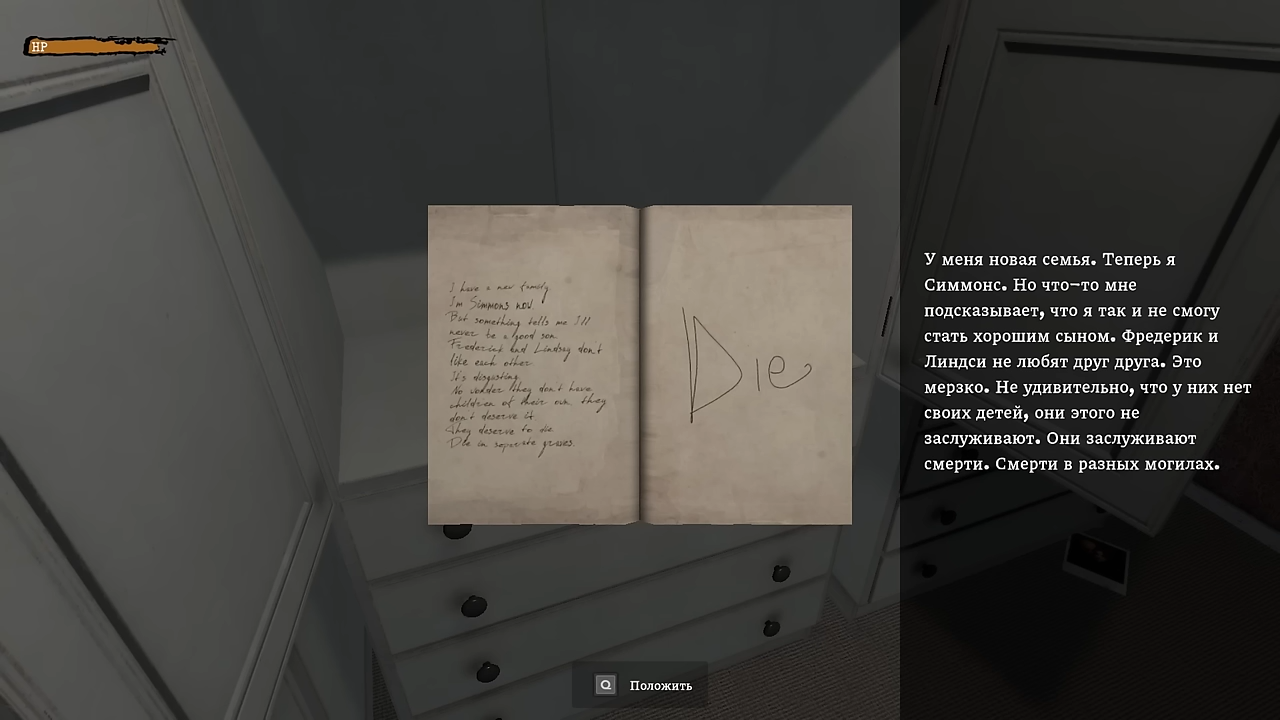 HP
I have a new family.
I'm Simmons now.
But something tells me I'll
never be a good son.
Frederick and Lindsay don't
like each other.
It's disgusting.
No wonder they don't have
children of their own they
don't deserve it.
They deserve to die.
Die in separate graves.
Die
У меня новая семья. Теперь я
Симмонс. Но что-то мне
подсказывает, что я так и не смогу
стать хорошим сыном. Фредерик и
Линдси не любят друг друга. Это
мерзко. Не удивительно, что у них нет
своих детей, они этого не
заслуживают. Они заслуживают
смерти. Смерти в разных могилах.
Q Положить